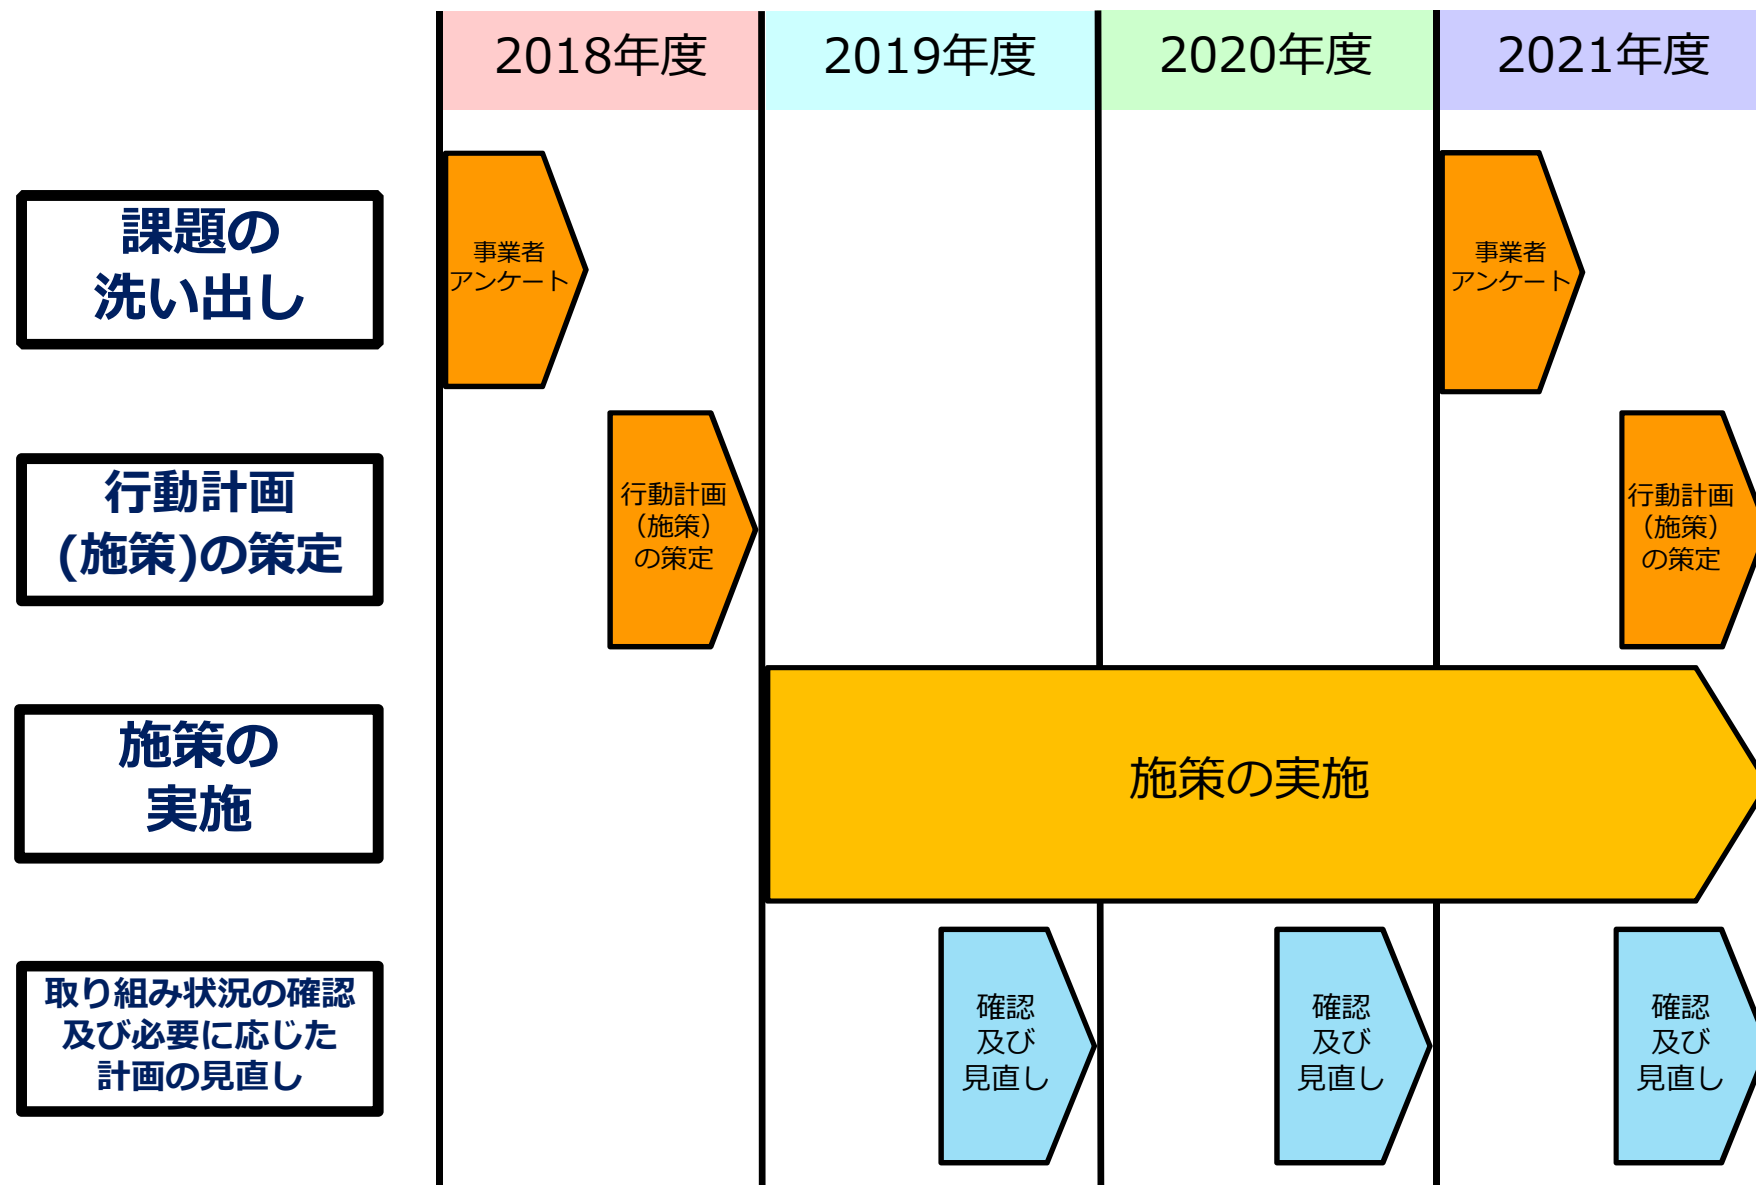 2018年度
2019年度
2020年度
2021年度
課題の
洗い出し
事業者
アンケート
事業者
アンケート
行動計画
(施策)の策定
行動計画
（施策）
の策定
行動計画
（施策）
の策定
施策の
実施
施策の実施
取り組み状況の確認
及び必要に応じた
計画の見直し
確認
及び
見直し
確認
及び
見直し
確認
及び
見直し